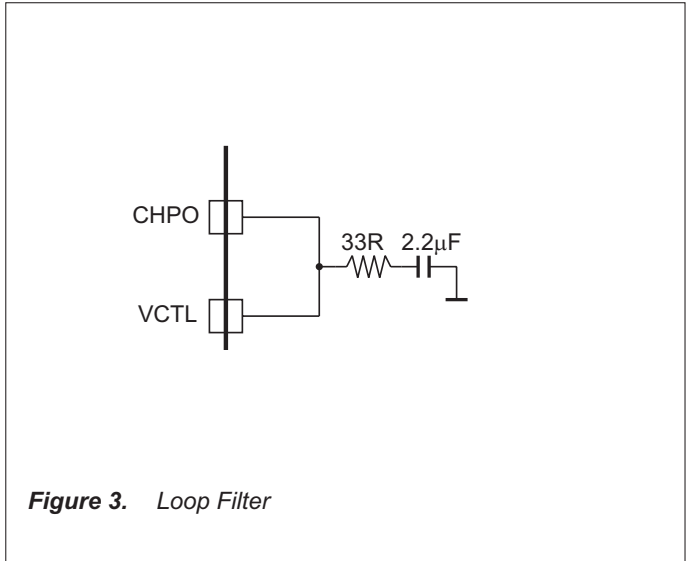 CHPO
33R 2.2μF
VCTL
Figure 3. Loop Filter